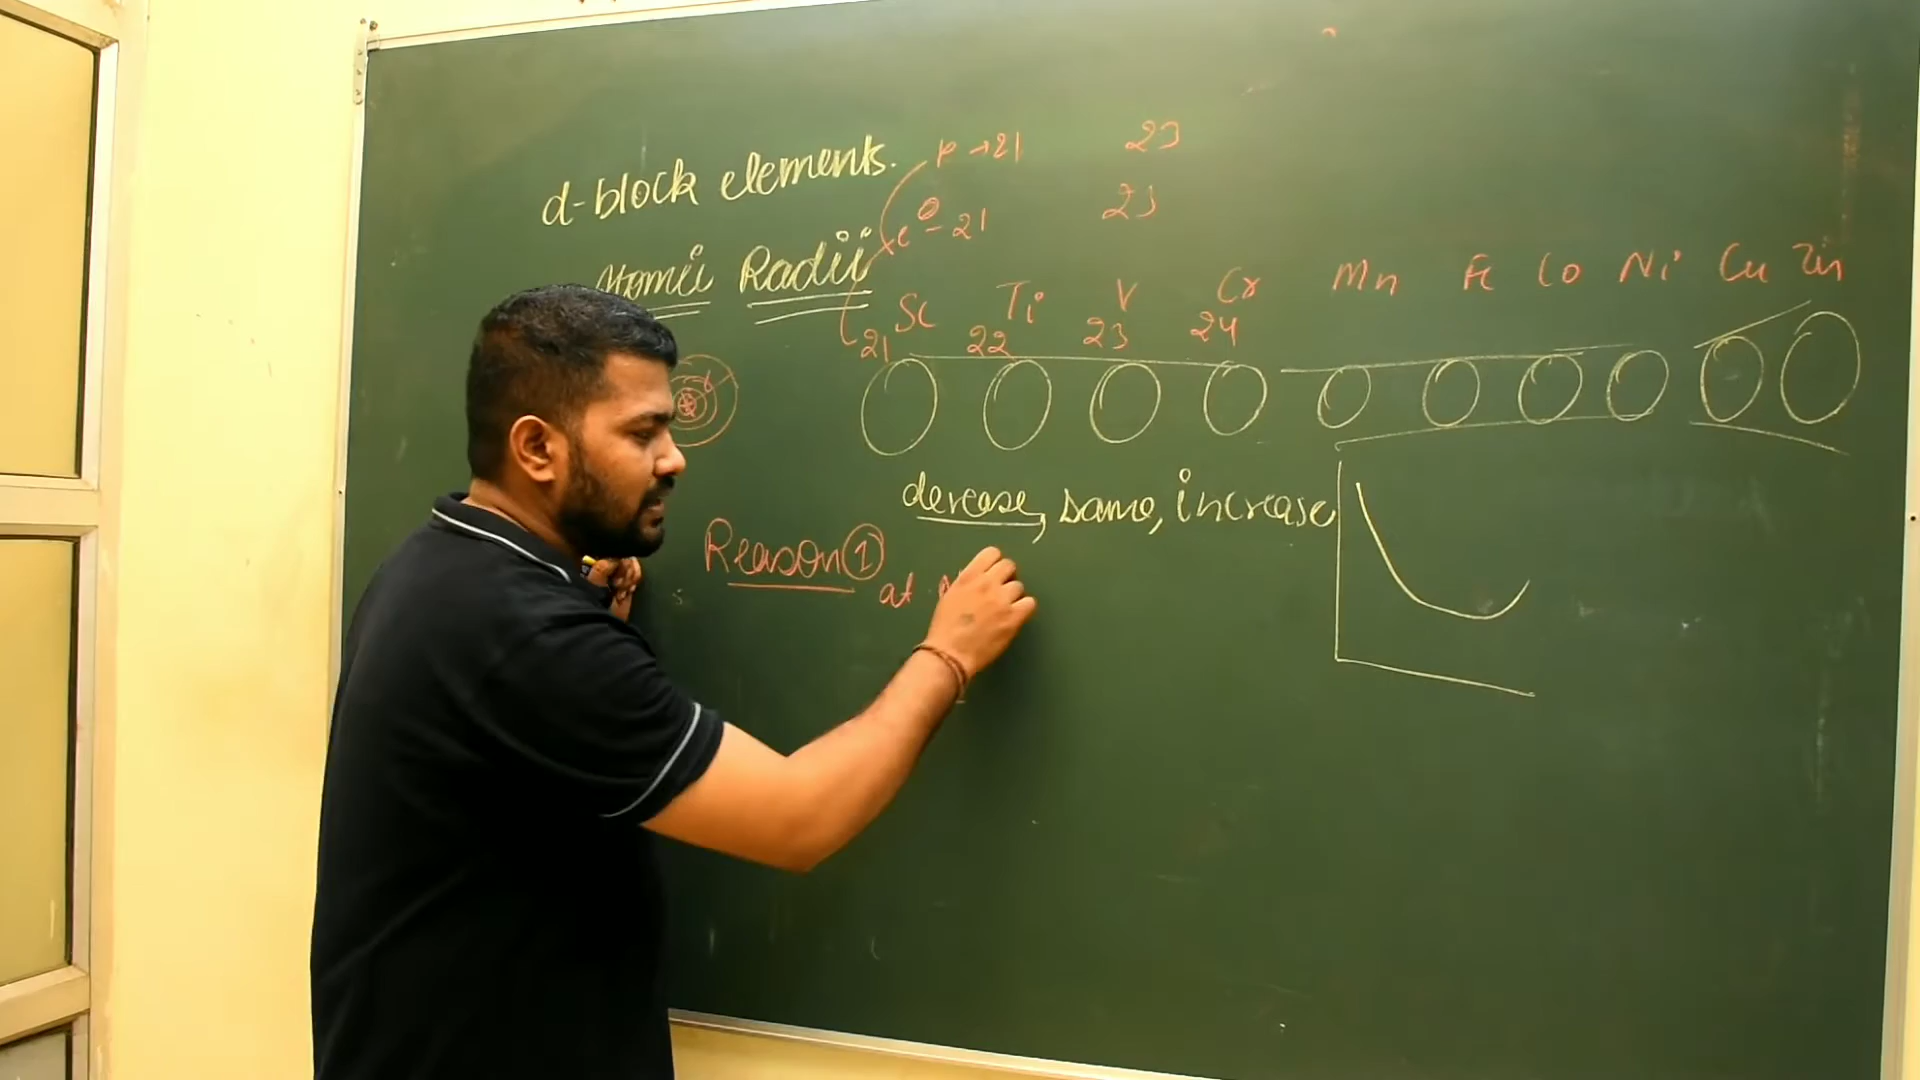 d-block elements. P → 21 23
e⁻ - 21 23
Atomic Radii
Sc Ti V Cr Mn Fe Co Ni Cu Zn
21 22 23 24
derease, same, increase
Reason ①
at